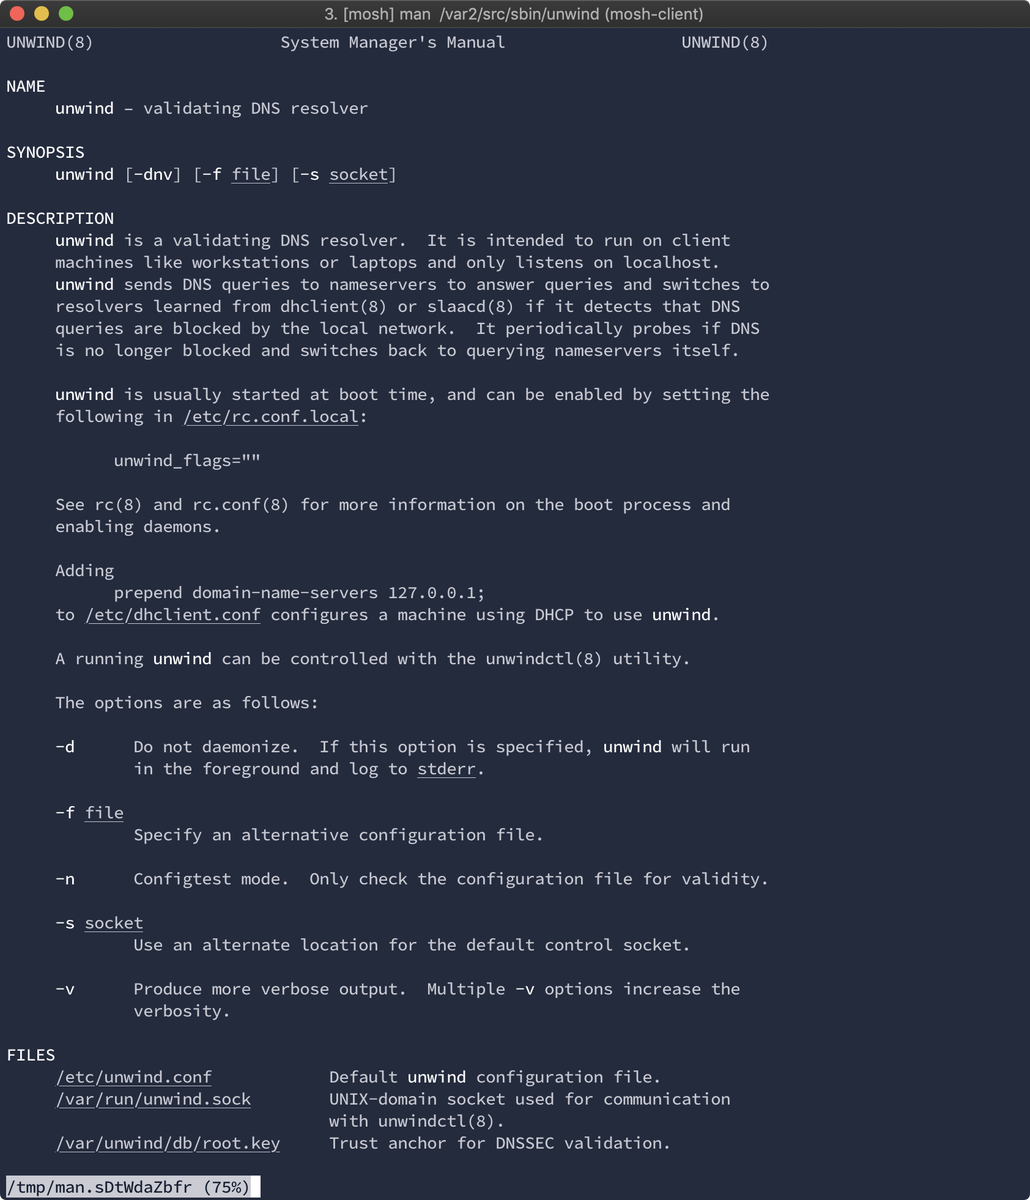 3. [mosh] man  /var2/src/sbin/unwind (mosh-client)
UNWIND(8)                   System Manager's Manual                  UNWIND(8)
NAME
unwind – validating DNS resolver
SYNOPSIS
unwind [-dnv] [-f file] [-s socket]
DESCRIPTION
unwind is a validating DNS resolver.  It is intended to run on client
machines like workstations or laptops and only listens on localhost.
unwind sends DNS queries to nameservers to answer queries and switches to
resolvers learned from dhclient(8) or slaacd(8) if it detects that DNS
queries are blocked by the local network.  It periodically probes if DNS
is no longer blocked and switches back to querying nameservers itself.
unwind is usually started at boot time, and can be enabled by setting the
following in /etc/rc.conf.local:
unwind_flags=""
See rc(8) and rc.conf(8) for more information on the boot process and
enabling daemons.
Adding
prepend domain-name-servers 127.0.0.1;
to /etc/dhclient.conf configures a machine using DHCP to use unwind.
A running unwind can be controlled with the unwindctl(8) utility.
The options are as follows:
-d      Do not daemonize.  If this option is specified, unwind will run
in the foreground and log to stderr.
-f file
Specify an alternative configuration file.
-n      Configtest mode.  Only check the configuration file for validity.
-s socket
Use an alternate location for the default control socket.
-v      Produce more verbose output.  Multiple -v options increase the
verbosity.
FILES
/etc/unwind.conf            Default unwind configuration file.
/var/run/unwind.sock        UNIX-domain socket used for communication
with unwindctl(8).
/var/unwind/db/root.key     Trust anchor for DNSSEC validation.
/tmp/man.sDtWdaZbfr (75%)